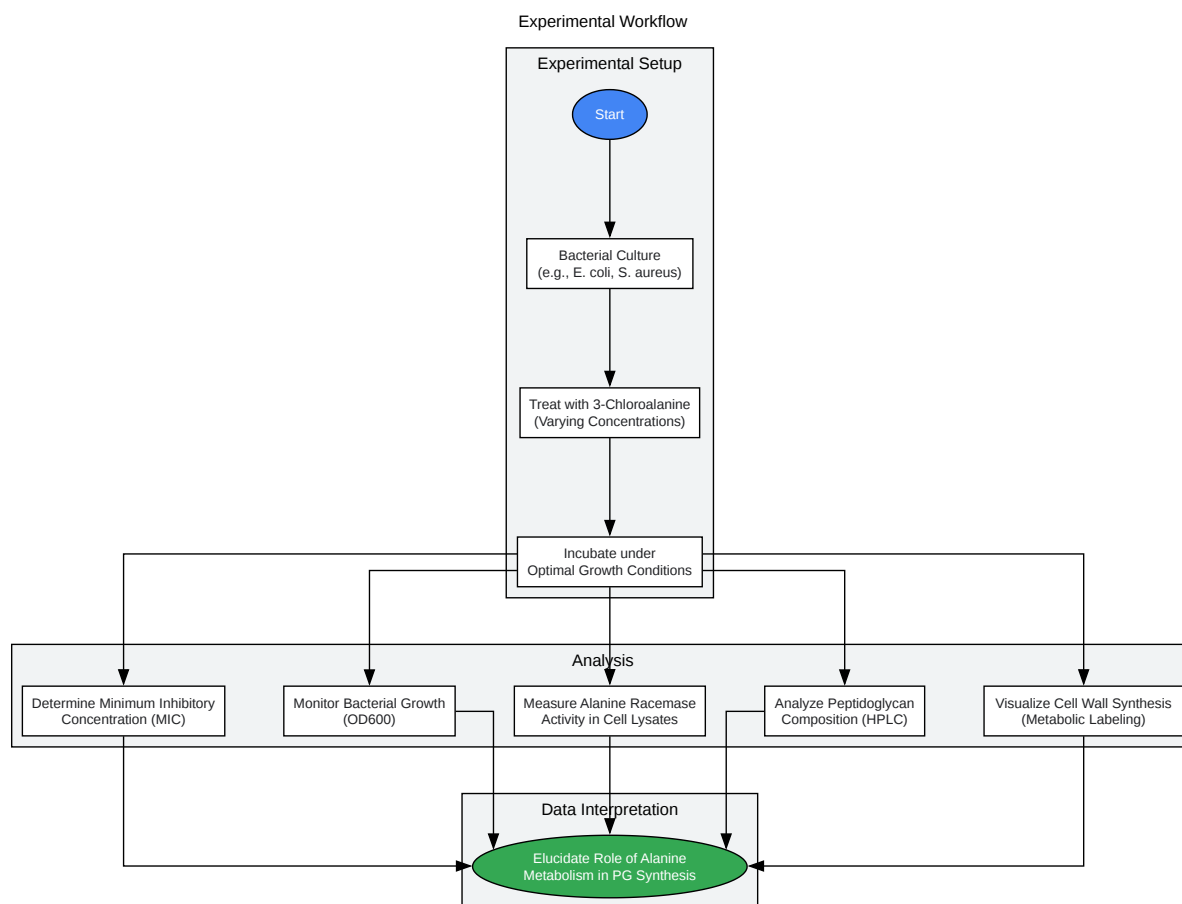 Experimental Workflow
Experimental Setup
Start
Bacterial Culture
(e.g., E. coli, S. aureus)
Treat with 3-Chloroalanine
(Varying Concentrations)
Incubate under
Optimal Growth Conditions
Analysis
Determine Minimum Inhibitory
Concentration (MIC)
Monitor Bacterial Growth
(OD600)
Measure Alanine Racemase
Activity in Cell Lysates
Analyze Peptidoglycan
Composition (HPLC)
Visualize Cell Wall Synthesis
(Metabolic Labeling)
Data Interpretation
Elucidate Role of Alanine
Metabolism in PG Synthesis